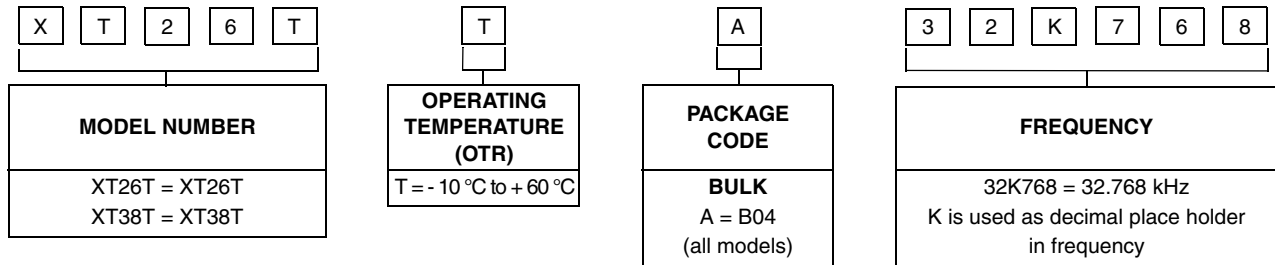 X T 2 6 T T A 3 2 K 7 6 8
MODEL NUMBER
XT26T = XT26T
XT38T = XT38T
OPERATING
TEMPERATURE
(OTR)
T = - 10 °C to + 60 °C
PACKAGE
CODE
BULK
A = B04
(all models)
FREQUENCY
32K768 = 32.768 kHz
K is used as decimal place holder
in frequency